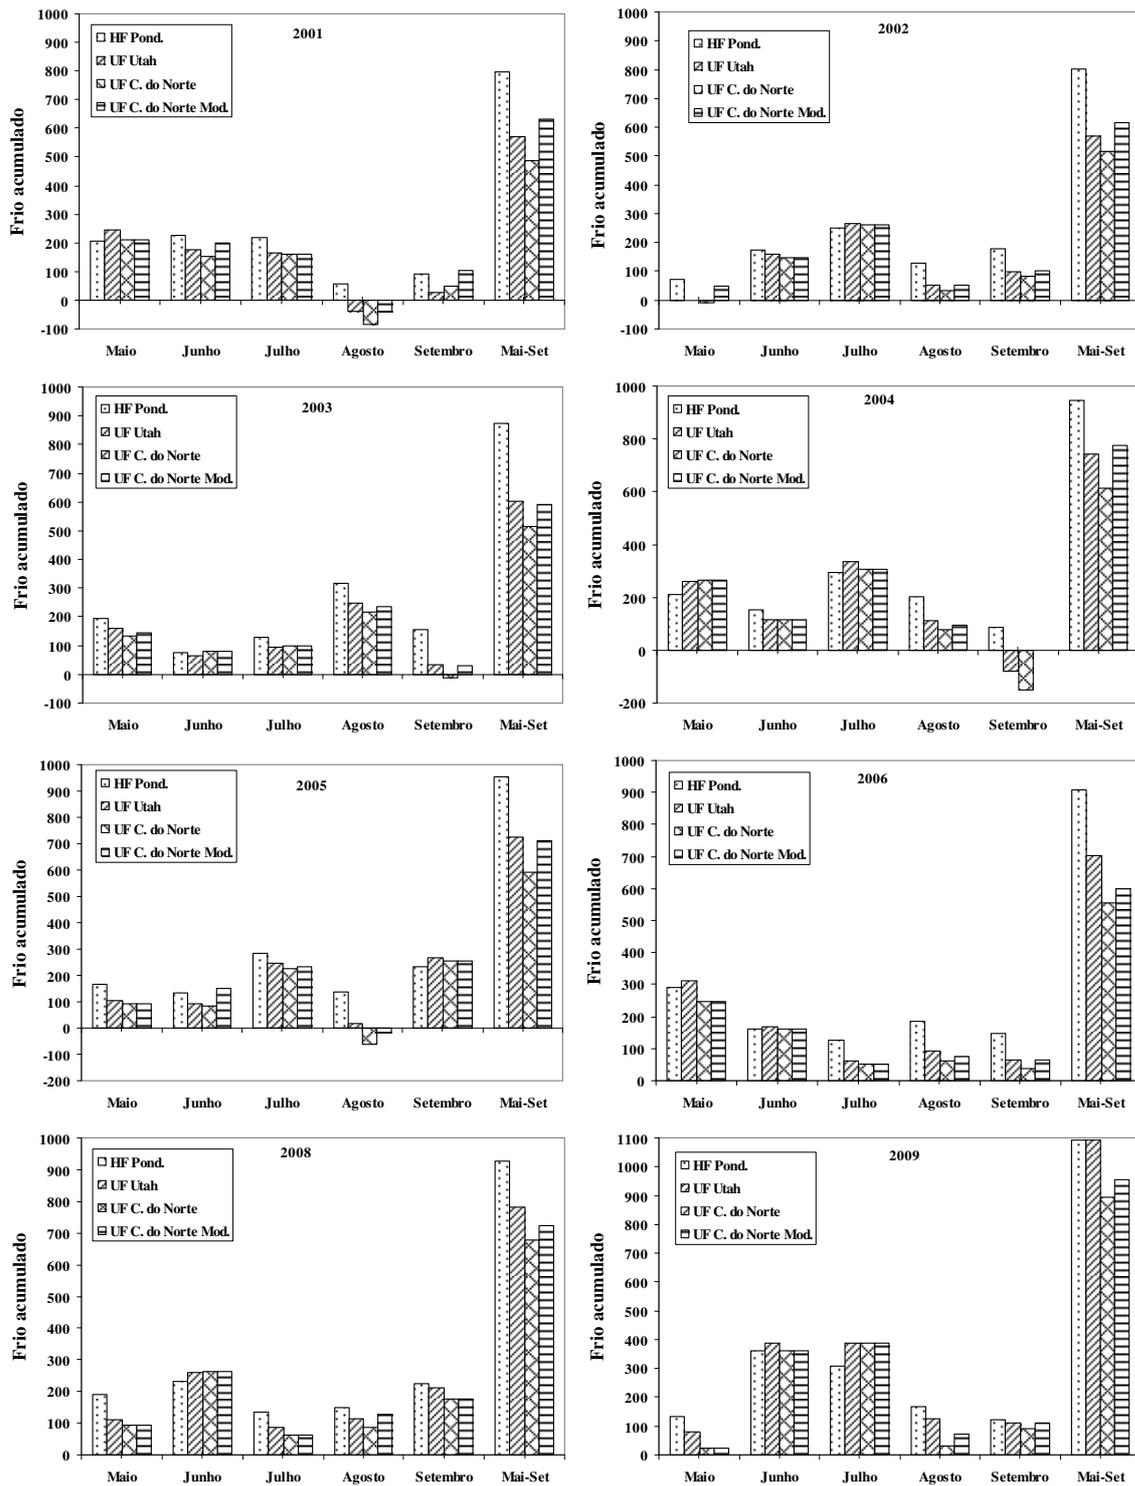 2001
HF Pond.
UF Utah
UF C. do Norte
UF C. do Norte Mod.
Frio acumulado
1000
900
800
700
600
500
400
300
200
100
0
-100
Maio Junho Julho Agosto Setembro Mai-Set
2002
HF Pond.
UF Utah
UF C. do Norte
UF C. do Norte Mod.
Frio acumulado
1000
900
800
700
600
500
400
300
200
100
0
-100
Maio Junho Julho Agosto Setembro Mai-Set
2003
HF Pond.
UF Utah
UF C. do Norte
UF C. do Norte Mod.
Frio acumulado
1000
900
800
700
600
500
400
300
200
100
0
-100
Maio Junho Julho Agosto Setembro Mai-Set
2004
HF Pond.
UF Utah
UF C. do Norte
UF C. do Norte Mod.
Frio acumulado
1000
800
600
400
200
0
-200
Maio Junho Julho Agosto Setembro Mai-Set
2005
HF Pond.
UF Utah
UF C. do Norte
UF C. do Norte Mod.
Frio acumulado
1000
900
800
700
600
500
400
300
200
100
0
-100
-200
Maio Junho Julho Agosto Setembro Mai-Set
2006
HF Pond.
UF Utah
UF C. do Norte
UF C. do Norte Mod.
Frio acumulado
1000
900
800
700
600
500
400
300
200
100
0
Maio Junho Julho Agosto Setembro Mai-Set
2008
HF Pond.
UF Utah
UF C. do Norte
UF C. do Norte Mod.
Frio acumulado
1000
900
800
700
600
500
400
300
200
100
0
Maio Junho Julho Agosto Setembro Mai-Set
2009
HF Pond.
UF Utah
UF C. do Norte
UF C. do Norte Mod.
Frio acumulado
1100
1000
900
800
700
600
500
400
300
200
100
0
Maio Junho Julho Agosto Setembro Mai-Set